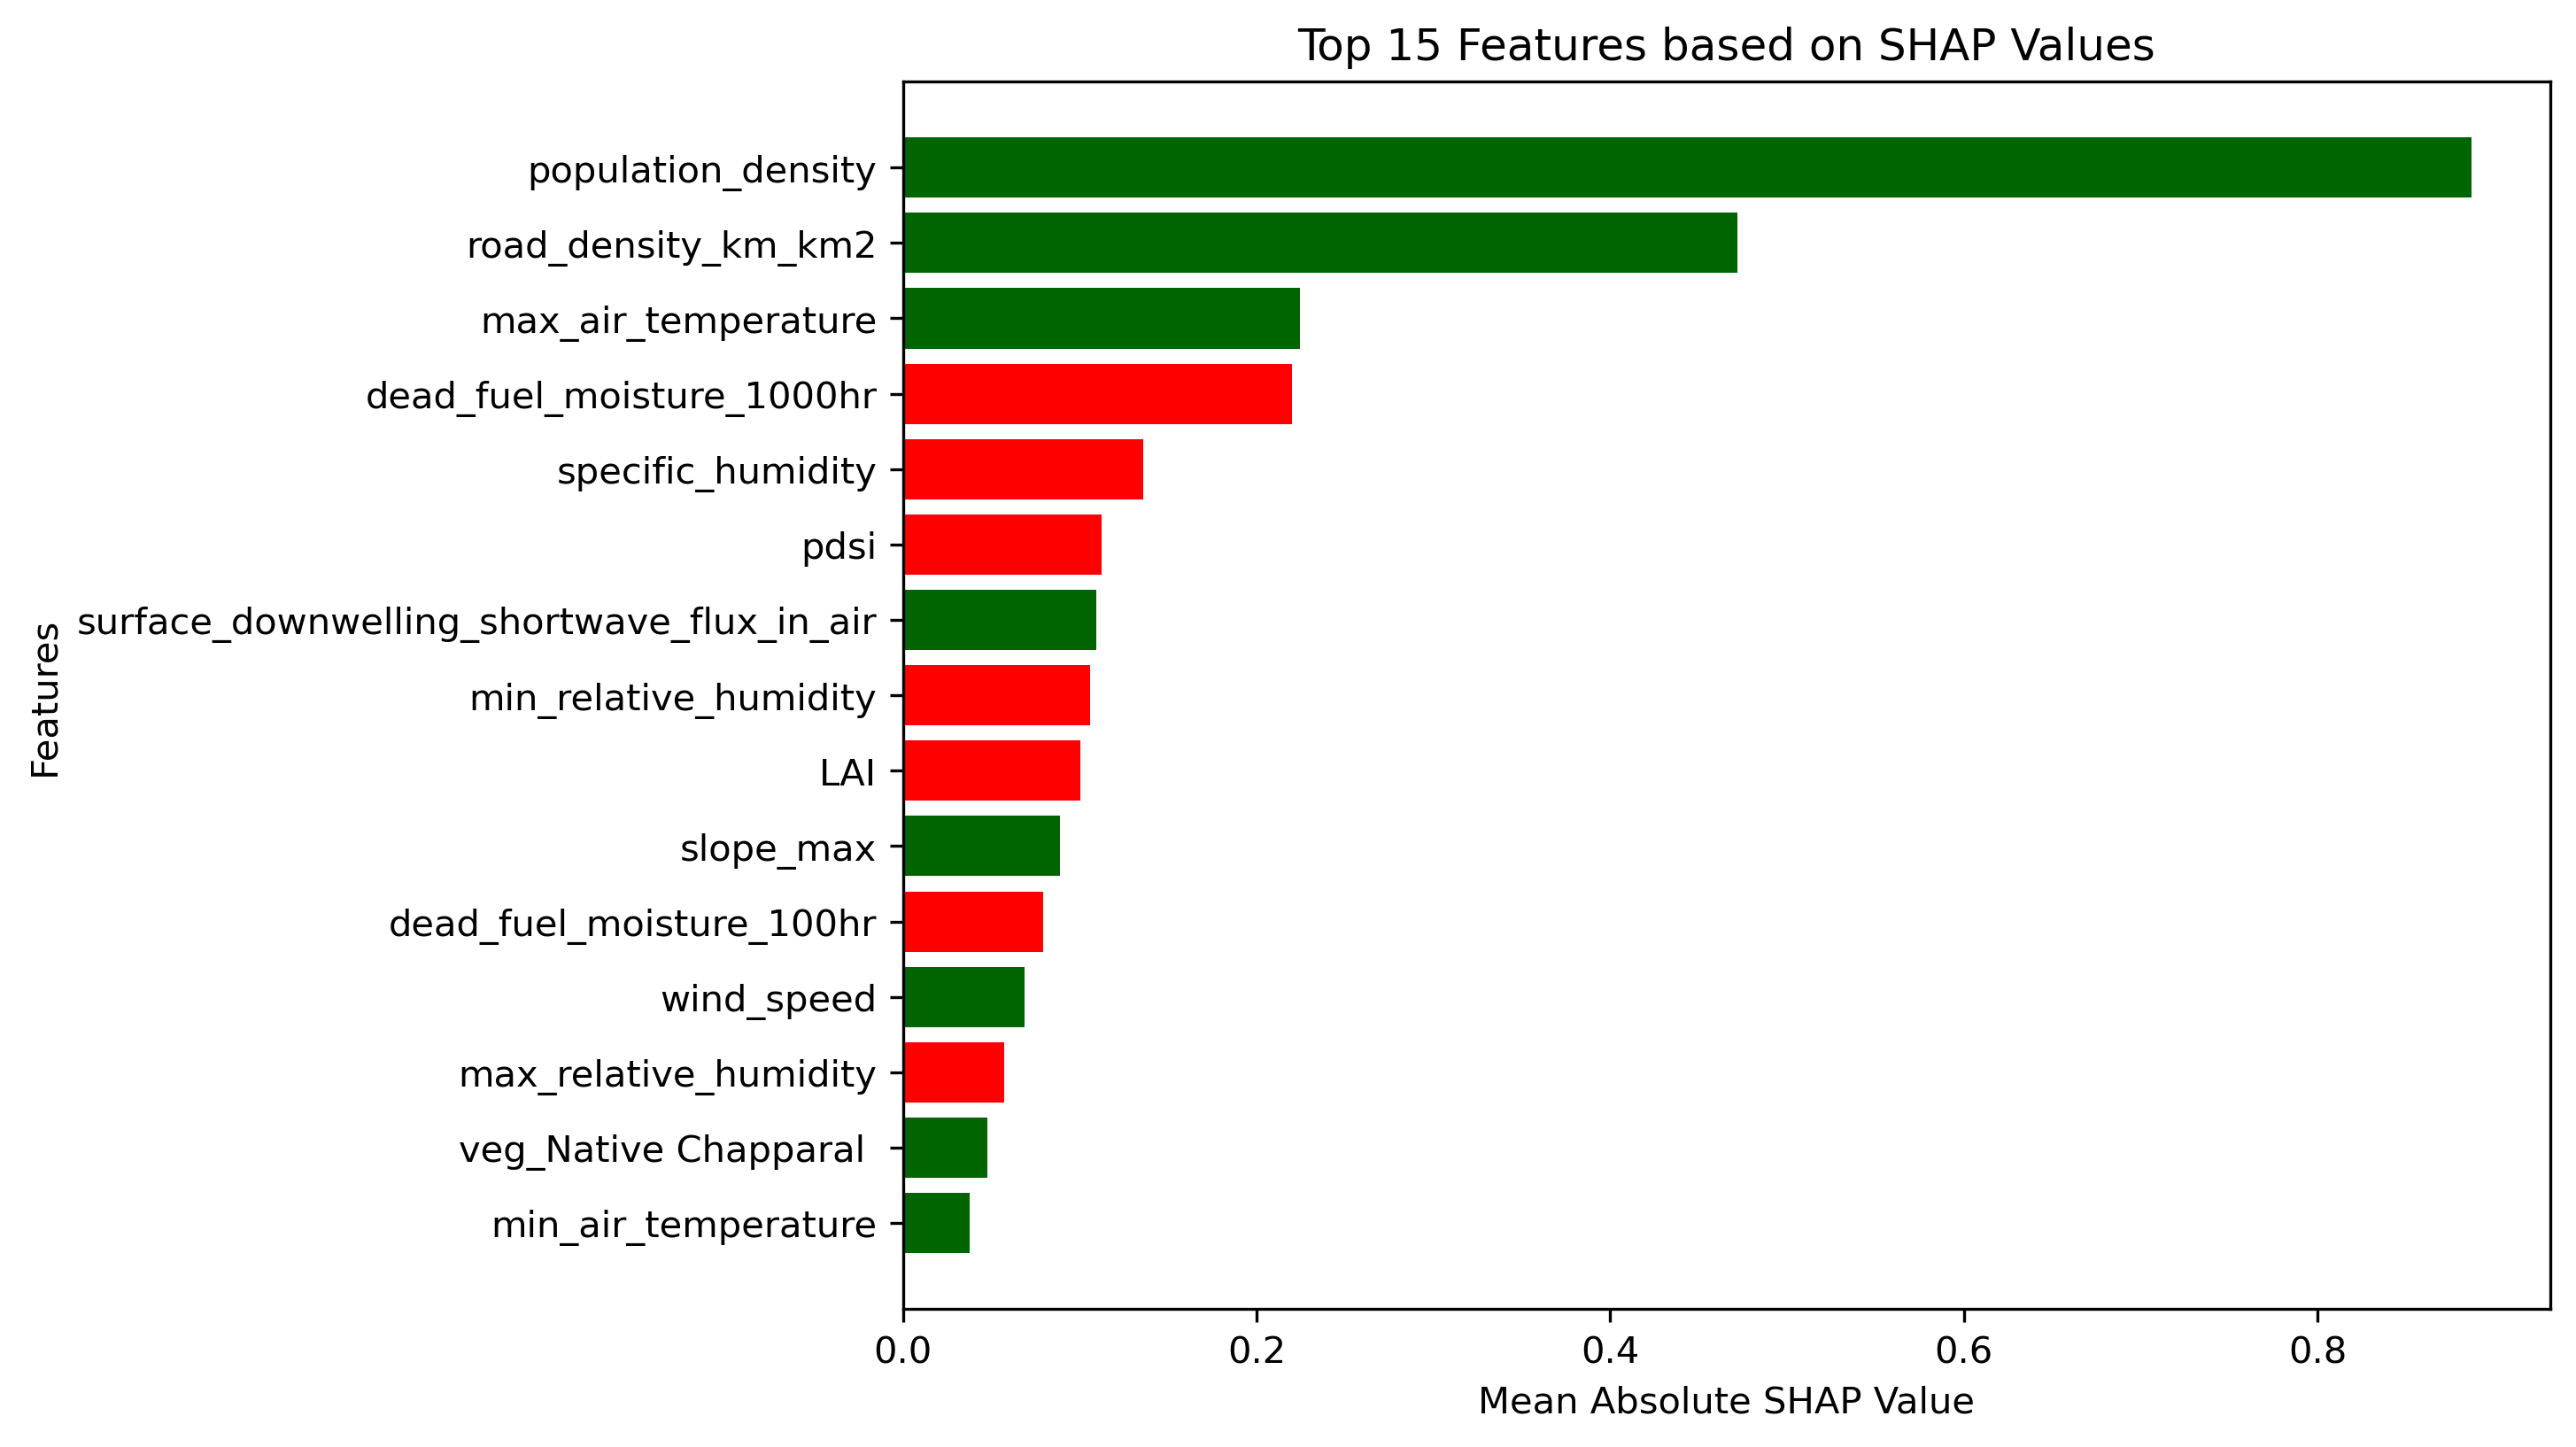 Top 15 Features based on SHAP Values
Features
population_density
road_density_km_km2
max_air_temperature
dead_fuel_moisture_1000hr
specific_humidity
pdsi
surface_downwelling_shortwave_flux_in_air
min_relative_humidity
LAI
slope_max
dead_fuel_moisture_100hr
wind_speed
max_relative_humidity
veg_Native Chapparal
min_air_temperature
0.0 0.2 0.4 0.6 0.8
Mean Absolute SHAP Value